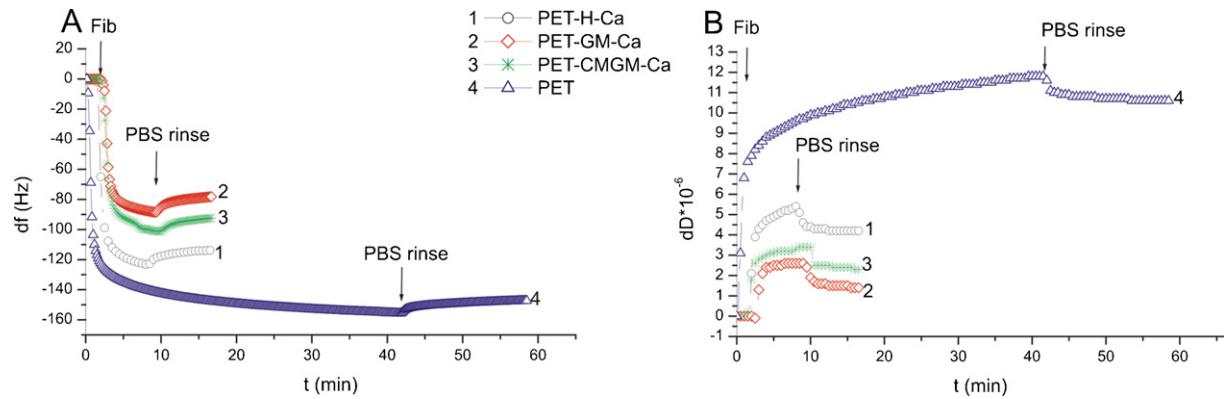 A
Fib
20
0
-20
-40
-60
-80
-100
-120
-140
-160
df (Hz)
PBS rinse
2
3
1
PBS rinse
4
0
10
20
30
40
50
60
t (min)
1 PET-H-Ca
2 PET-GM-Ca
3 PET-CMGM-Ca
4 PET
B
Fib
PBS rinse
13
12
11
10
9
8
7
6
5
4
3
2
1
0
-1
dD*10-6
4
PBS rinse
1
3
2
0
10
20
30
40
50
60
t (min)